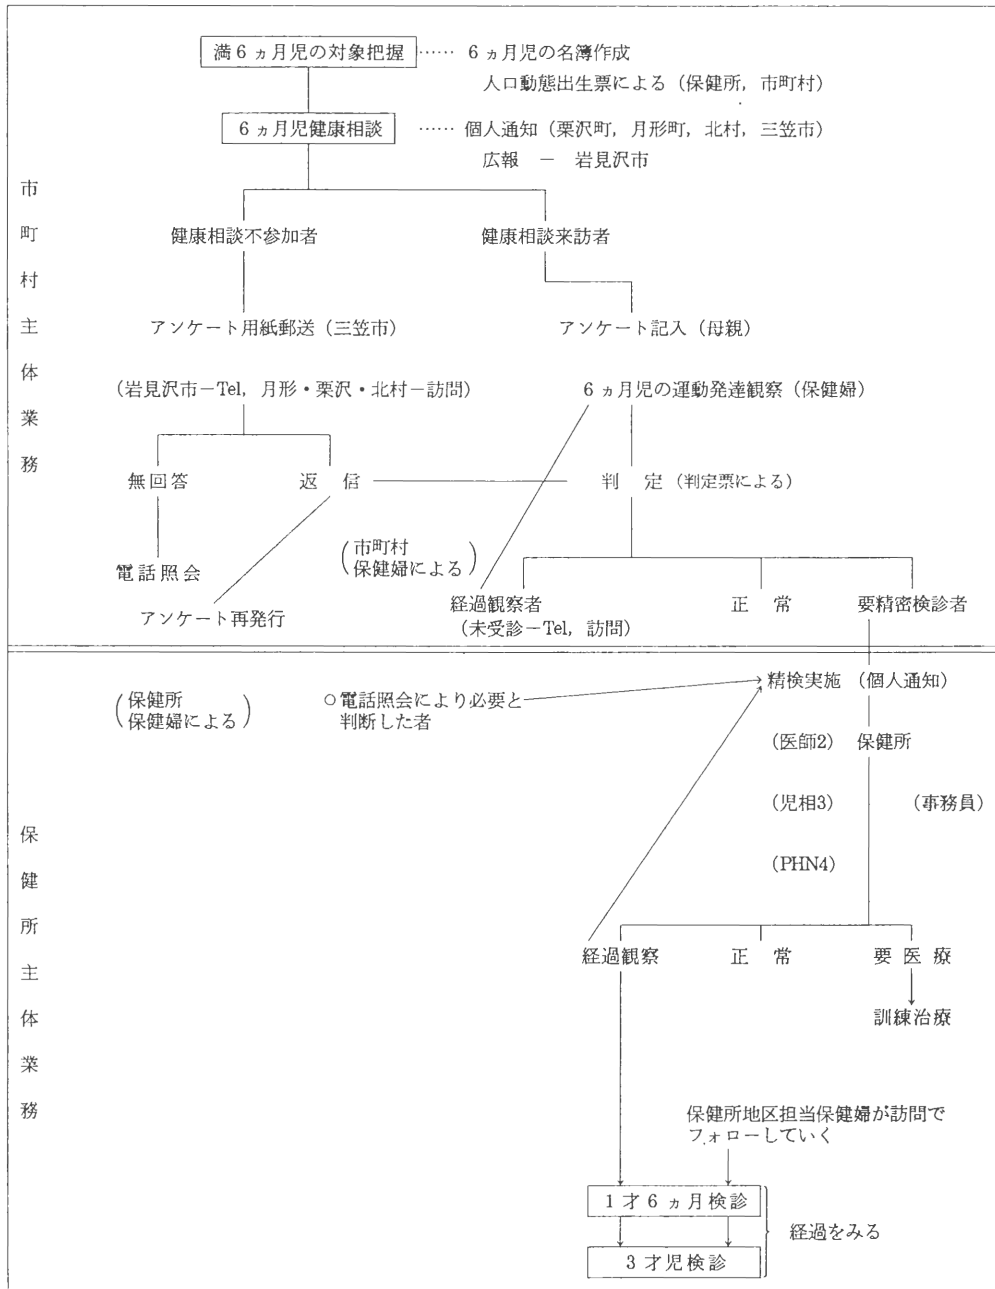 市町村主体業務
満6ヵ月児の対象把握 …… 6ヵ月児の名簿作成
人口動態出生票による(保健所,市町村)
6ヵ月児健康相談 …… 個人通知(栗沢町,月形町,北村,三笠市)
広報 － 岩見沢市
健康相談不参加者
健康相談来訪者
アンケート用紙郵送(三笠市)
アンケート記入(母親)
(岩見沢市－Tel,月形・栗沢・北村－訪問)
6ヵ月児の運動発達観察(保健婦)
無回答
返信
判定(判定票による)
(市町村
保健婦による)
電話照会
アンケート再発行
経過観察者
正常
要精密検診者
(未受診－Tel,訪問)
保健所主体業務
(保健所
保健婦による)
○電話照会により必要と
判断した者
精検実施(個人通知)
(医師2) 保健所
(児相3)
(事務員)
(PHN4)
経過観察
正常
要医療
訓練治療
保健所地区担当保健婦が訪問で
フォローしていく
1才6ヵ月検診
経過をみる
3才児検診